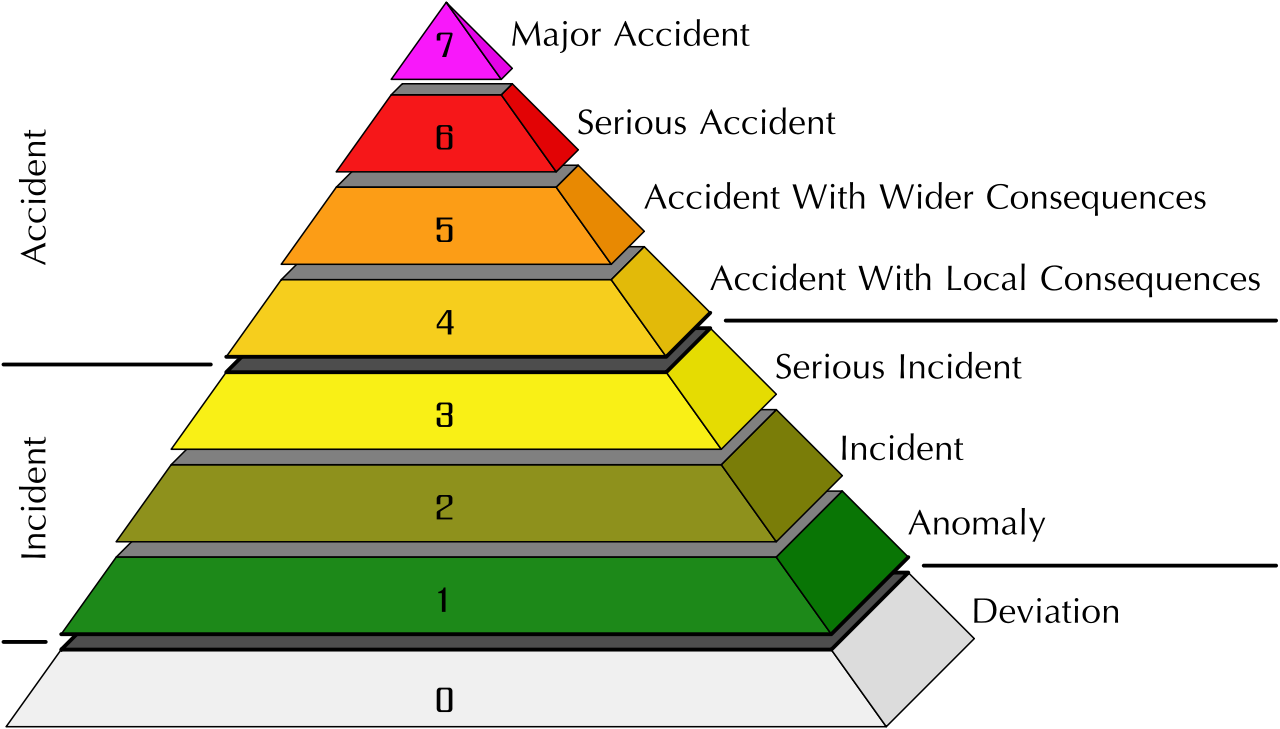 7 Major Accident
6 Serious Accident
5 Accident With Wider Consequences
4 Accident With Local Consequences
3 Serious Incident
2 Incident
1 Anomaly
0 Deviation
Accident
Incident